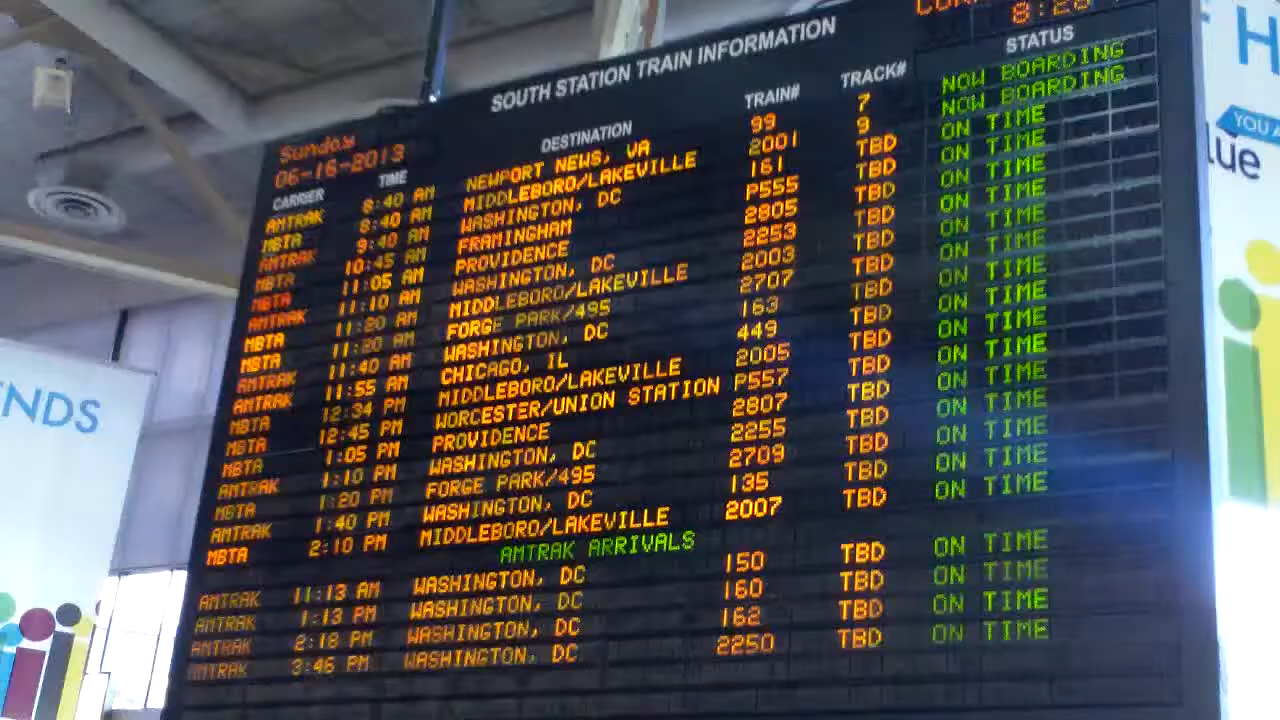 8:28
SOUTH STATION TRAIN INFORMATION
Sunday
06-16-2013
CARRIER TIME DESTINATION TRAIN# TRACK# STATUS
AMTRAK 8:40 AM NEWPORT NEWS, VA 99 7 NOW BOARDING
MBTA 8:40 AM MIDDLEBORO/LAKEVILLE 2001 9 NOW BOARDING
AMTRAK 9:40 AM WASHINGTON, DC 161 TBD ON TIME
MBTA 10:45 AM FRAMINGHAM P555 TBD ON TIME
MBTA 11:05 AM PROVIDENCE 2805 TBD ON TIME
AMTRAK 11:10 AM WASHINGTON, DC 2253 TBD ON TIME
MBTA 11:20 AM MIDDLEBORO/LAKEVILLE 2003 TBD ON TIME
MBTA 11:20 AM FORGE PARK/495 2707 TBD ON TIME
AMTRAK 11:40 AM WASHINGTON, DC 163 TBD ON TIME
AMTRAK 11:55 AM CHICAGO, IL 449 TBD ON TIME
MBTA 12:34 PM MIDDLEBORO/LAKEVILLE 2005 TBD ON TIME
MBTA 12:45 PM WORCESTER/UNION STATION P557 TBD ON TIME
MBTA 1:05 PM PROVIDENCE 2807 TBD ON TIME
AMTRAK 1:10 PM WASHINGTON, DC 2255 TBD ON TIME
MBTA 1:20 PM FORGE PARK/495 2709 TBD ON TIME
AMTRAK 1:40 PM WASHINGTON, DC 135 TBD ON TIME
MBTA 2:10 PM MIDDLEBORO/LAKEVILLE 2007 TBD ON TIME
AMTRAK ARRIVALS
AMTRAK 11:13 AM WASHINGTON, DC 150 TBD ON TIME
AMTRAK 1:13 PM WASHINGTON, DC 160 TBD ON TIME
AMTRAK 2:18 PM WASHINGTON, DC 162 TBD ON TIME
AMTRAK 3:46 PM WASHINGTON, DC 2250 TBD ON TIME
ENDS
H
YOU A
lue